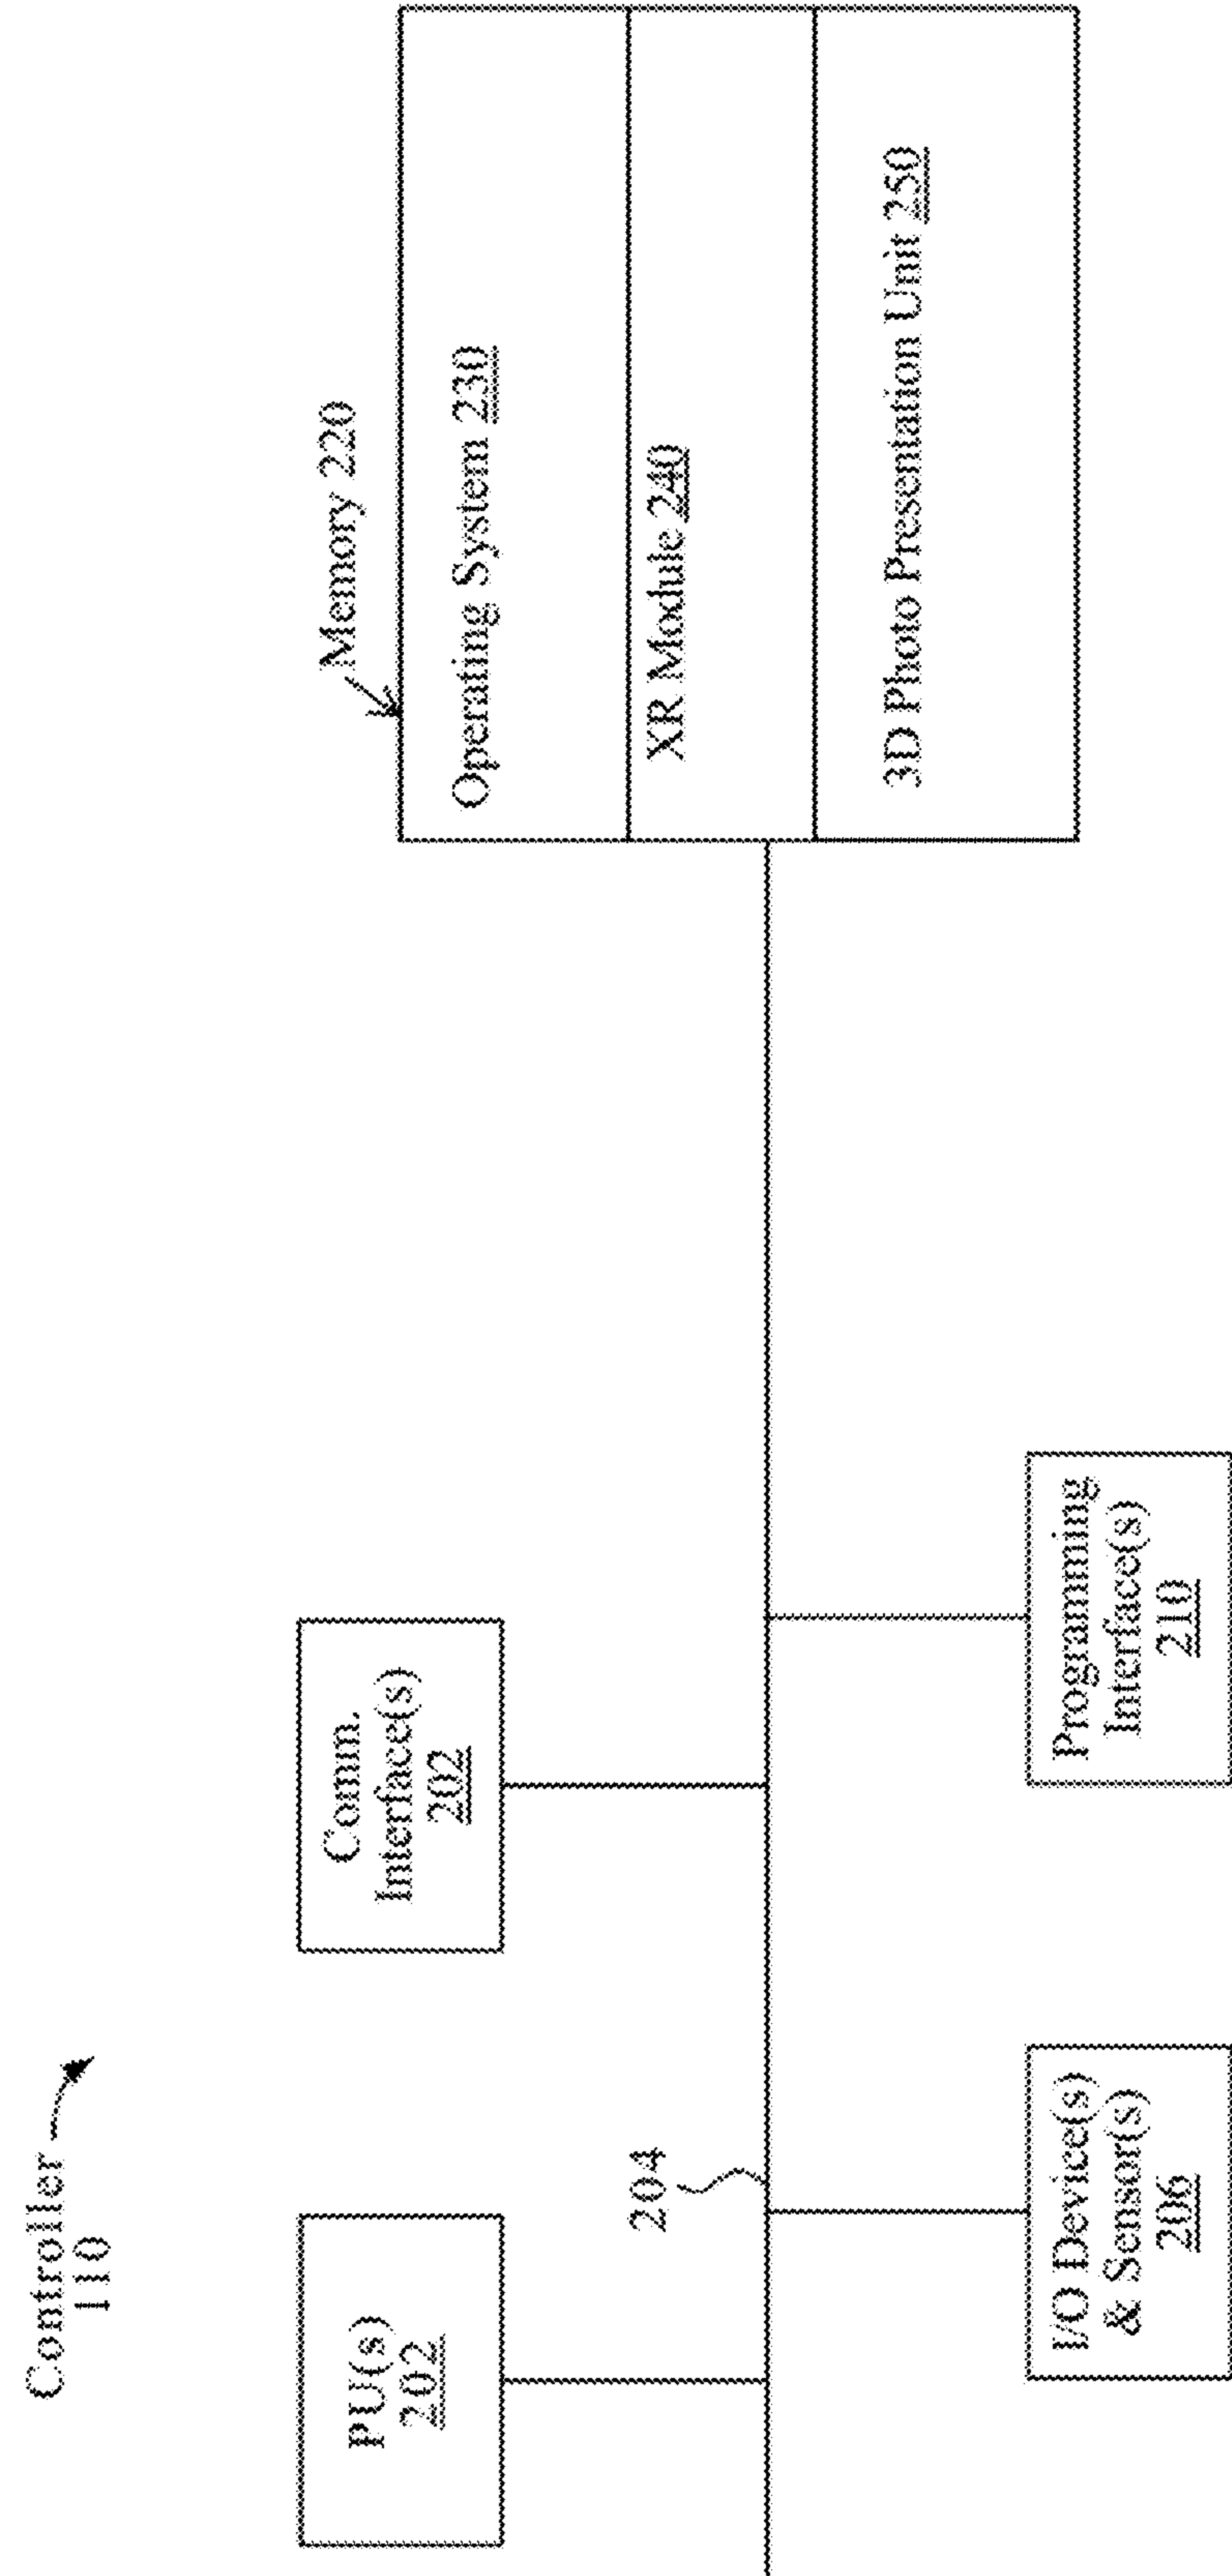 Controller
110
PU(s)
202
Comm.
Interface(s)
202
204
I/O Device(s)
& Sensor(s)
206
Programming
Interface(s)
210
Memory 220
Operating System 230
XR Module 240
3D Photo Presentation Unit 250